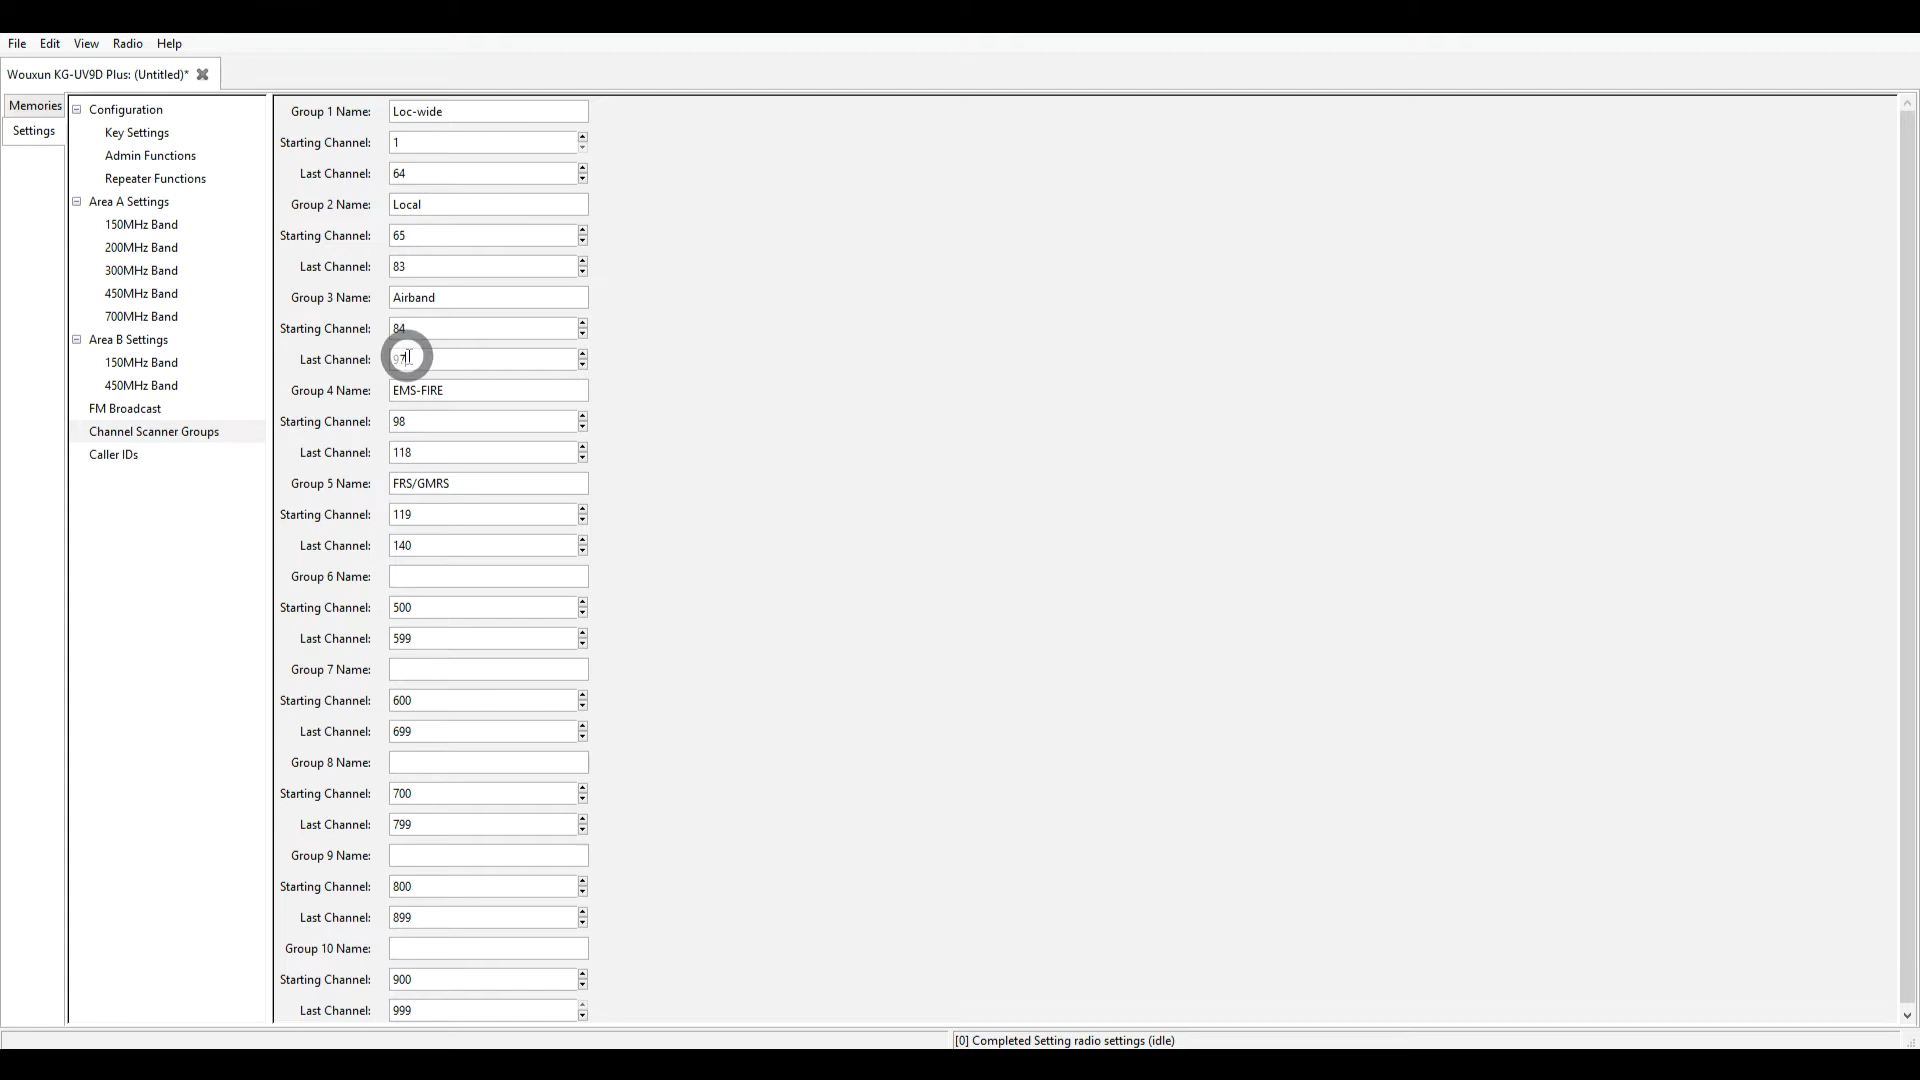 File Edit View Radio Help
Wouxun KG-UV9D Plus: (Untitled)*
Memories
Settings
Configuration
Key Settings
Admin Functions
Repeater Functions
Area A Settings
150MHz Band
200MHz Band
300MHz Band
450MHz Band
700MHz Band
Area B Settings
150MHz Band
450MHz Band
FM Broadcast
Channel Scanner Groups
Caller IDs
Group 1 Name: Loc-wide
Starting Channel: 1
Last Channel: 64
Group 2 Name: Local
Starting Channel: 65
Last Channel: 83
Group 3 Name: Airband
Starting Channel: 84
Last Channel: 97
Group 4 Name: EMS-FIRE
Starting Channel: 98
Last Channel: 118
Group 5 Name: FRS/GMRS
Starting Channel: 119
Last Channel: 140
Group 6 Name:
Starting Channel: 500
Last Channel: 599
Group 7 Name:
Starting Channel: 600
Last Channel: 699
Group 8 Name:
Starting Channel: 700
Last Channel: 799
Group 9 Name:
Starting Channel: 800
Last Channel: 899
Group 10 Name:
Starting Channel: 900
Last Channel: 999
[0] Completed Setting radio settings (idle)